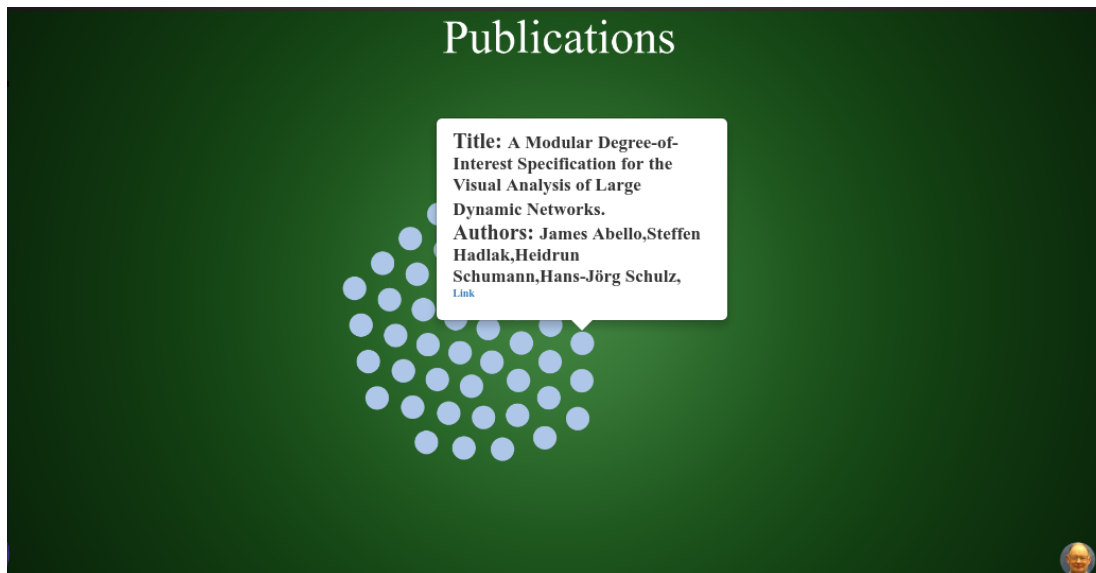 Publications
Title: A Modular Degree-of-
Interest Specification for the
Visual Analysis of Large
Dynamic Networks.
Authors: James Abello,Steffen
Hadlak,Heidrun
Schumann,Hans-Jörg Schulz,
Link